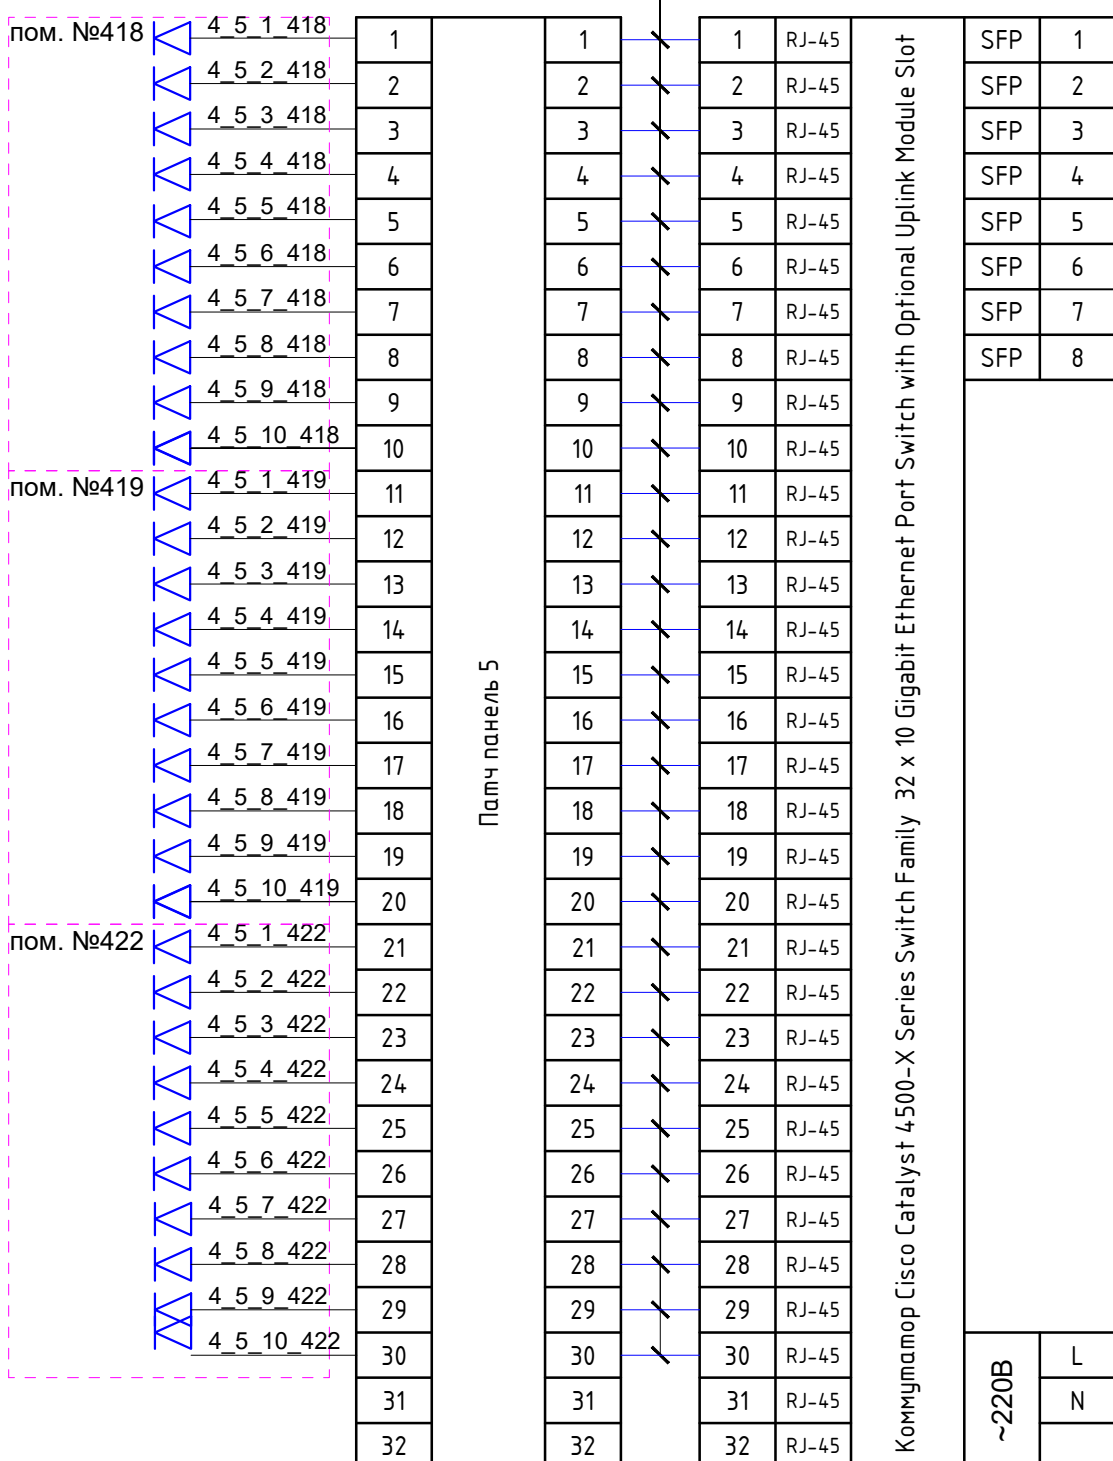 пом. №418 4_5_1_418 1 1 1 RJ-45 SFP 1
4_5_2_418 2 2 2 RJ-45 SFP 2
4_5_3_418 3 3 3 RJ-45 SFP 3
4_5_4_418 4 4 4 RJ-45 SFP 4
4_5_5_418 5 5 5 RJ-45 SFP 5
4_5_6_418 6 6 6 RJ-45 SFP 6
4_5_7_418 7 7 7 RJ-45 SFP 7
4_5_8_418 8 8 8 RJ-45 SFP 8
4_5_9_418 9 9 9 RJ-45
4_5_10_418 10 10 10 RJ-45
пом. №419 4_5_1_419 11 11 11 RJ-45
4_5_2_419 12 12 12 RJ-45
4_5_3_419 13 13 13 RJ-45
4_5_4_419 14 14 14 RJ-45
4_5_5_419 15 15 15 RJ-45
4_5_6_419 16 16 16 RJ-45
4_5_7_419 17 17 17 RJ-45
4_5_8_419 18 18 18 RJ-45
4_5_9_419 19 19 19 RJ-45
4_5_10_419 20 20 20 RJ-45
пом. №422 4_5_1_422 21 21 21 RJ-45
4_5_2_422 22 22 22 RJ-45
4_5_3_422 23 23 23 RJ-45
4_5_4_422 24 24 24 RJ-45
4_5_5_422 25 25 25 RJ-45
4_5_6_422 26 26 26 RJ-45
4_5_7_422 27 27 27 RJ-45
4_5_8_422 28 28 28 RJ-45
4_5_9_422 29 29 29 RJ-45
4_5_10_422 30 30 30 RJ-45 L
31 31 31 RJ-45 N
32 32 32 RJ-45
Патч панель 5
Коммутатор Cisco Catalyst 4500-X Series Switch Family 32 x 10 Gigabit Ethernet Port Switch with Optional Uplink Module Slot
~220В